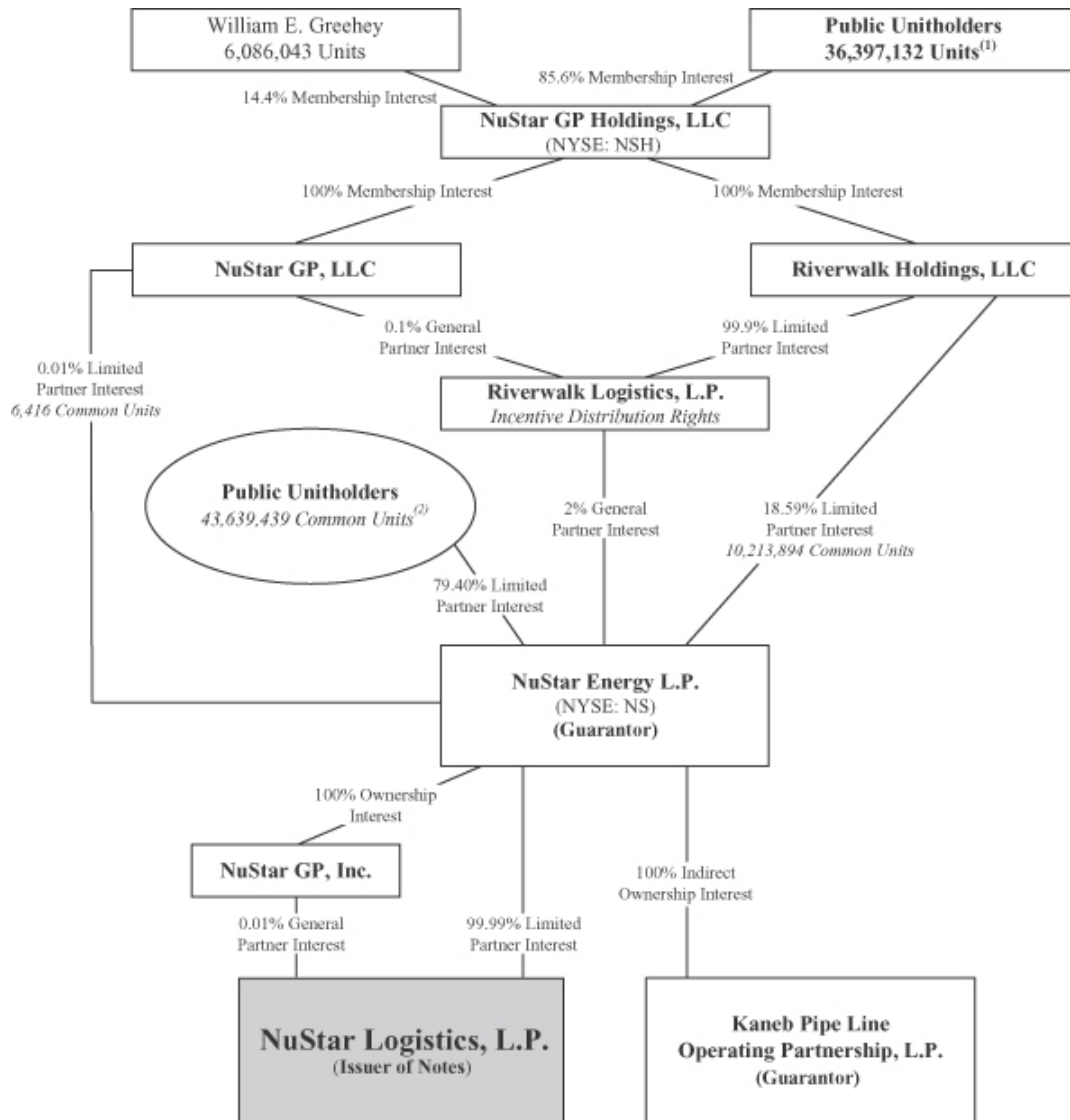 William E. Greehey
6,086,043 Units
Public Unitholders
36,397,132 Units(1)
14.4% Membership Interest
85.6% Membership Interest
NuStar GP Holdings, LLC
(NYSE: NSH)
100% Membership Interest
100% Membership Interest
NuStar GP, LLC
Riverwalk Holdings, LLC
0.1% General
Partner Interest
99.9% Limited
Partner Interest
0.01% Limited
Partner Interest
6,416 Common Units
Riverwalk Logistics, L.P.
Incentive Distribution Rights
Public Unitholders
43,639,439 Common Units(2)
2% General
Partner Interest
18.59% Limited
Partner Interest
10,213,894 Common Units
79.40% Limited
Partner Interest
NuStar Energy L.P.
(NYSE: NS)
(Guarantor)
100% Ownership
Interest
NuStar GP, Inc.
100% Indirect
Ownership Interest
0.01% General
Partner Interest
99.99% Limited
Partner Interest
NuStar Logistics, L.P.
(Issuer of Notes)
Kaneb Pipe Line
Operating Partnership, L.P.
(Guarantor)